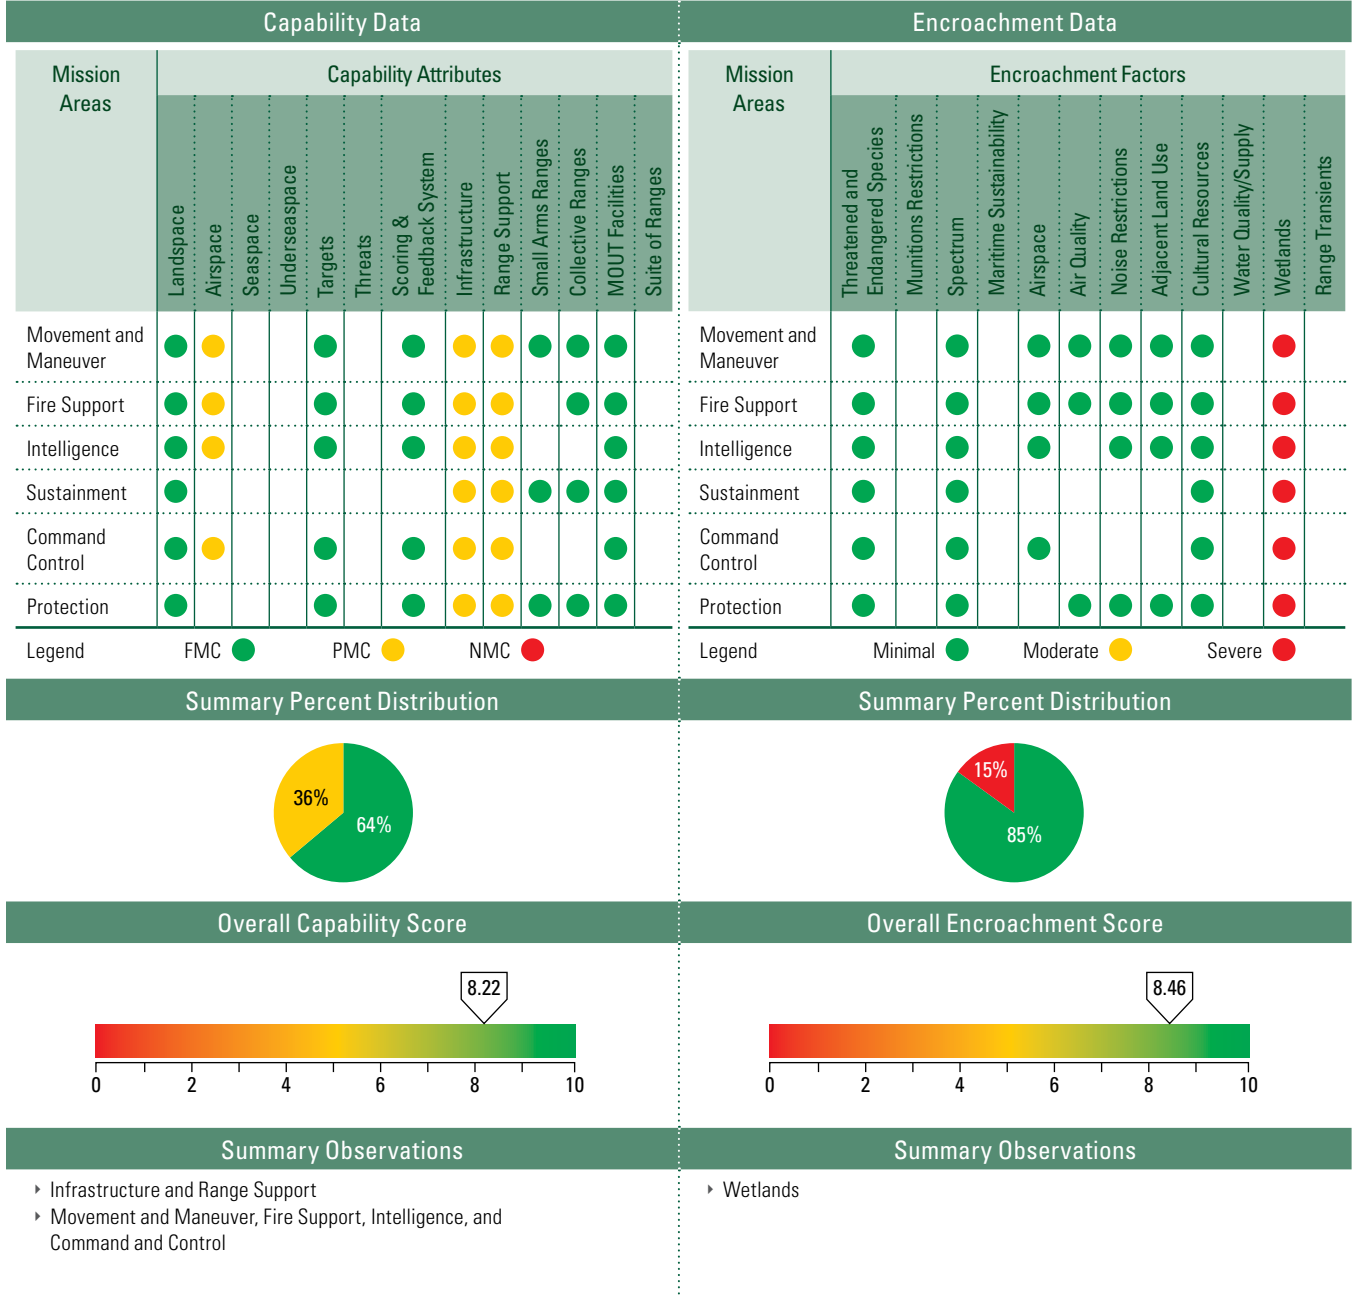 Capability Data
Mission
Areas
Capability Attributes
Landspace
Airspace
Seaspace
Underseaspace
Targets
Threats
Scoring &
Feedback System
Infrastructure
Range Support
Small Arms Ranges
Collective Ranges
MOUT Facilities
Suite of Ranges
Movement and
Maneuver
Fire Support
Intelligence
Sustainment
Command
Control
Protection
Legend
FMC
PMC
NMC
Summary Percent Distribution
36%
64%
Overall Capability Score
8.22
0 2 4 6 8 10
Summary Observations
‣ Infrastructure and Range Support
‣ Movement and Maneuver, Fire Support, Intelligence, and
Command and Control
Encroachment Data
Mission
Areas
Encroachment Factors
Threatened and
Endangered Species
Munitions Restrictions
Spectrum
Maritime Sustainability
Airspace
Air Quality
Noise Restrictions
Adjacent Land Use
Cultural Resources
Water Quality/Supply
Wetlands
Range Transients
Movement and
Maneuver
Fire Support
Intelligence
Sustainment
Command
Control
Protection
Legend
Minimal
Moderate
Severe
Summary Percent Distribution
15%
85%
Overall Encroachment Score
8.46
0 2 4 6 8 10
Summary Observations
‣ Wetlands